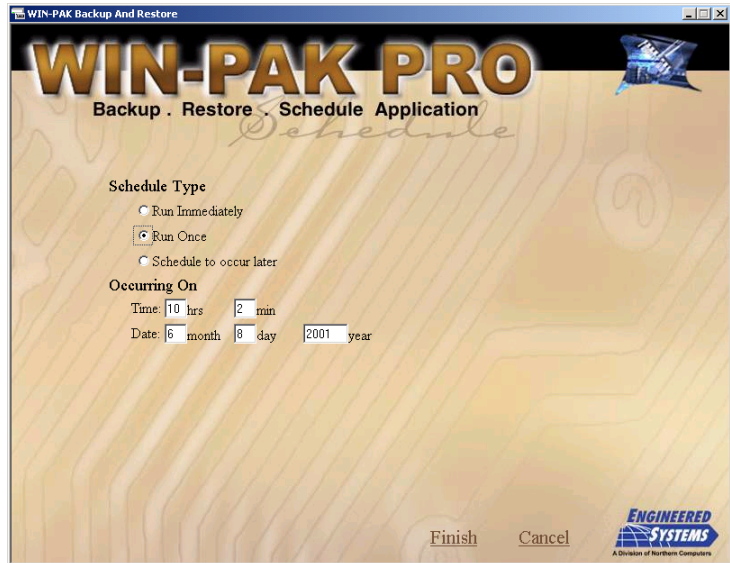 WIN-PAK Backup And Restore
WIN-PAK PRO
Backup . Restore . Schedule Application
Schedule
Schedule Type
Run Immediately
Run Once
Schedule to occur later
Occurring On
Time: 10 hrs 2 min
Date: 6 month 8 day 2001 year
Finish Cancel
ENGINEERED
SYSTEMS
A Division of Northern Computers